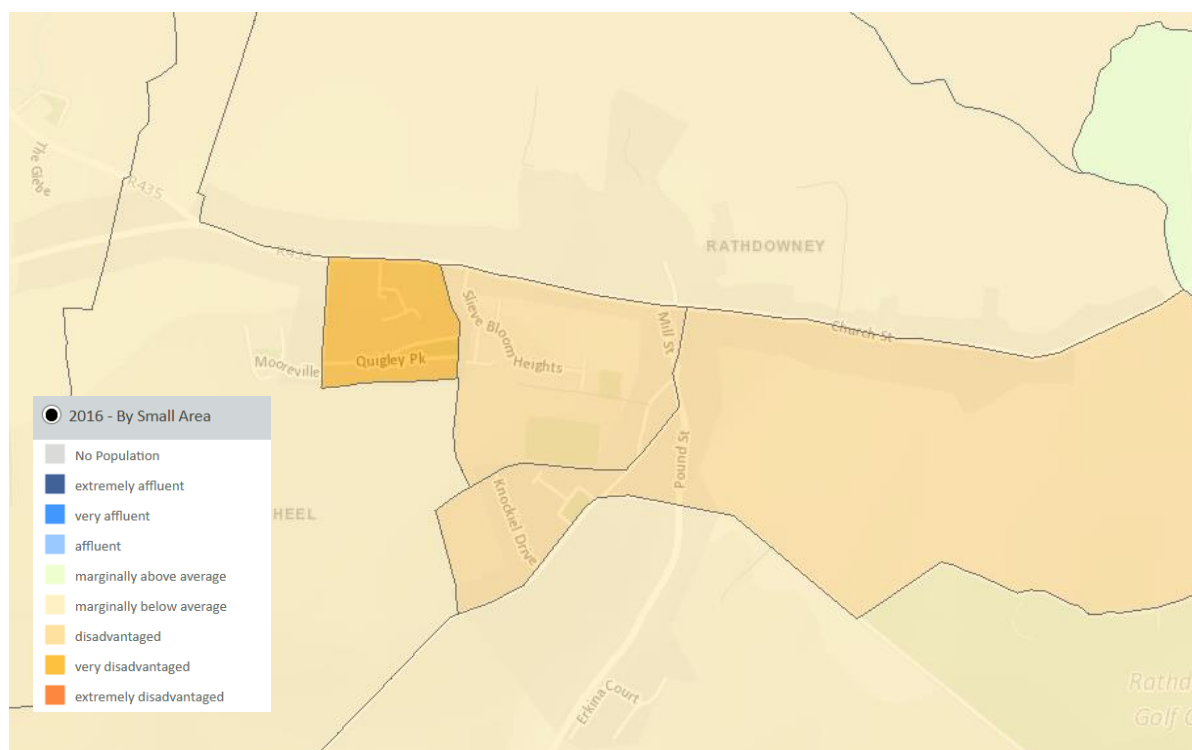 The Glebe
R435
R433
RATHDOWNEY
Slieve Bloom
Heights
Mill St
Church St
Mooreville
Quigley Pk
Pound St
Knockiel Drive
HEEL
Erkina Court
Golf
2016 - By Small Area
No Population
extremely affluent
very affluent
affluent
marginally above average
marginally below average
disadvantaged
very disadvantaged
extremely disadvantaged